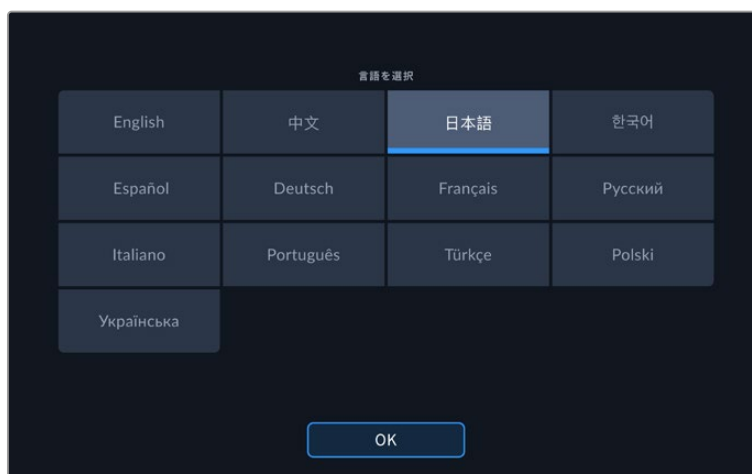 言語を選択
English 中文 日本語 한국어
Español Deutsch Français Русский
Italiano Português Türkçe Polski
Українська
OK